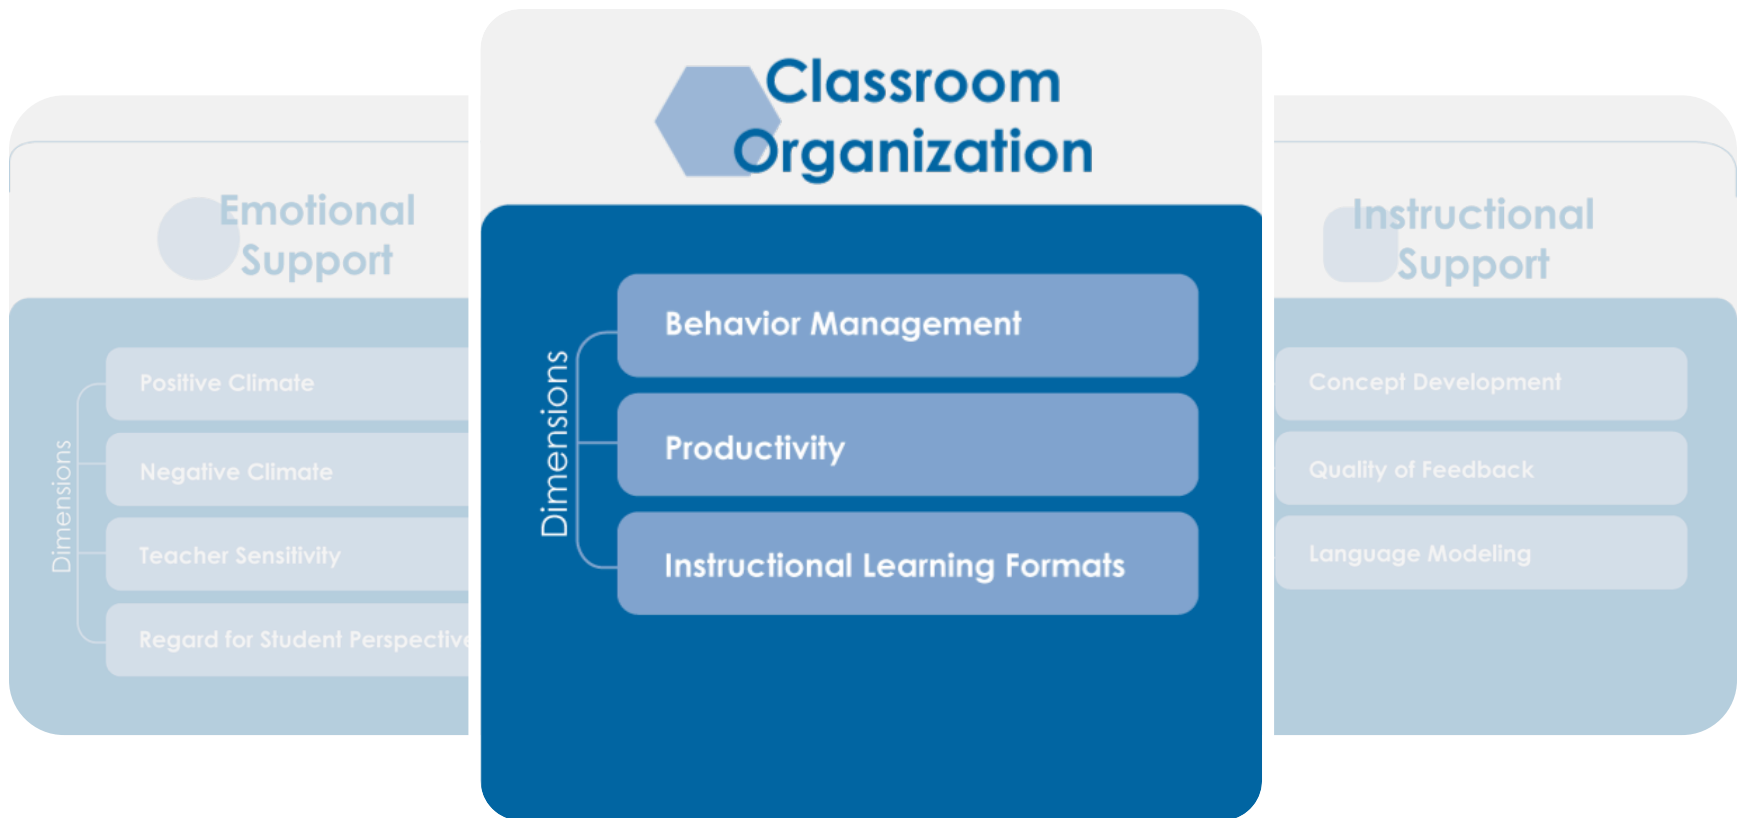 Emotional
Support
Dimensions
Positive Climate
Negative Climate
Teacher Sensitivity
Regard for Student Perspective
Classroom
Organization
Dimensions
Behavior Management
Productivity
Instructional Learning Formats
Instructional
Support
Concept Development
Quality of Feedback
Language Modeling